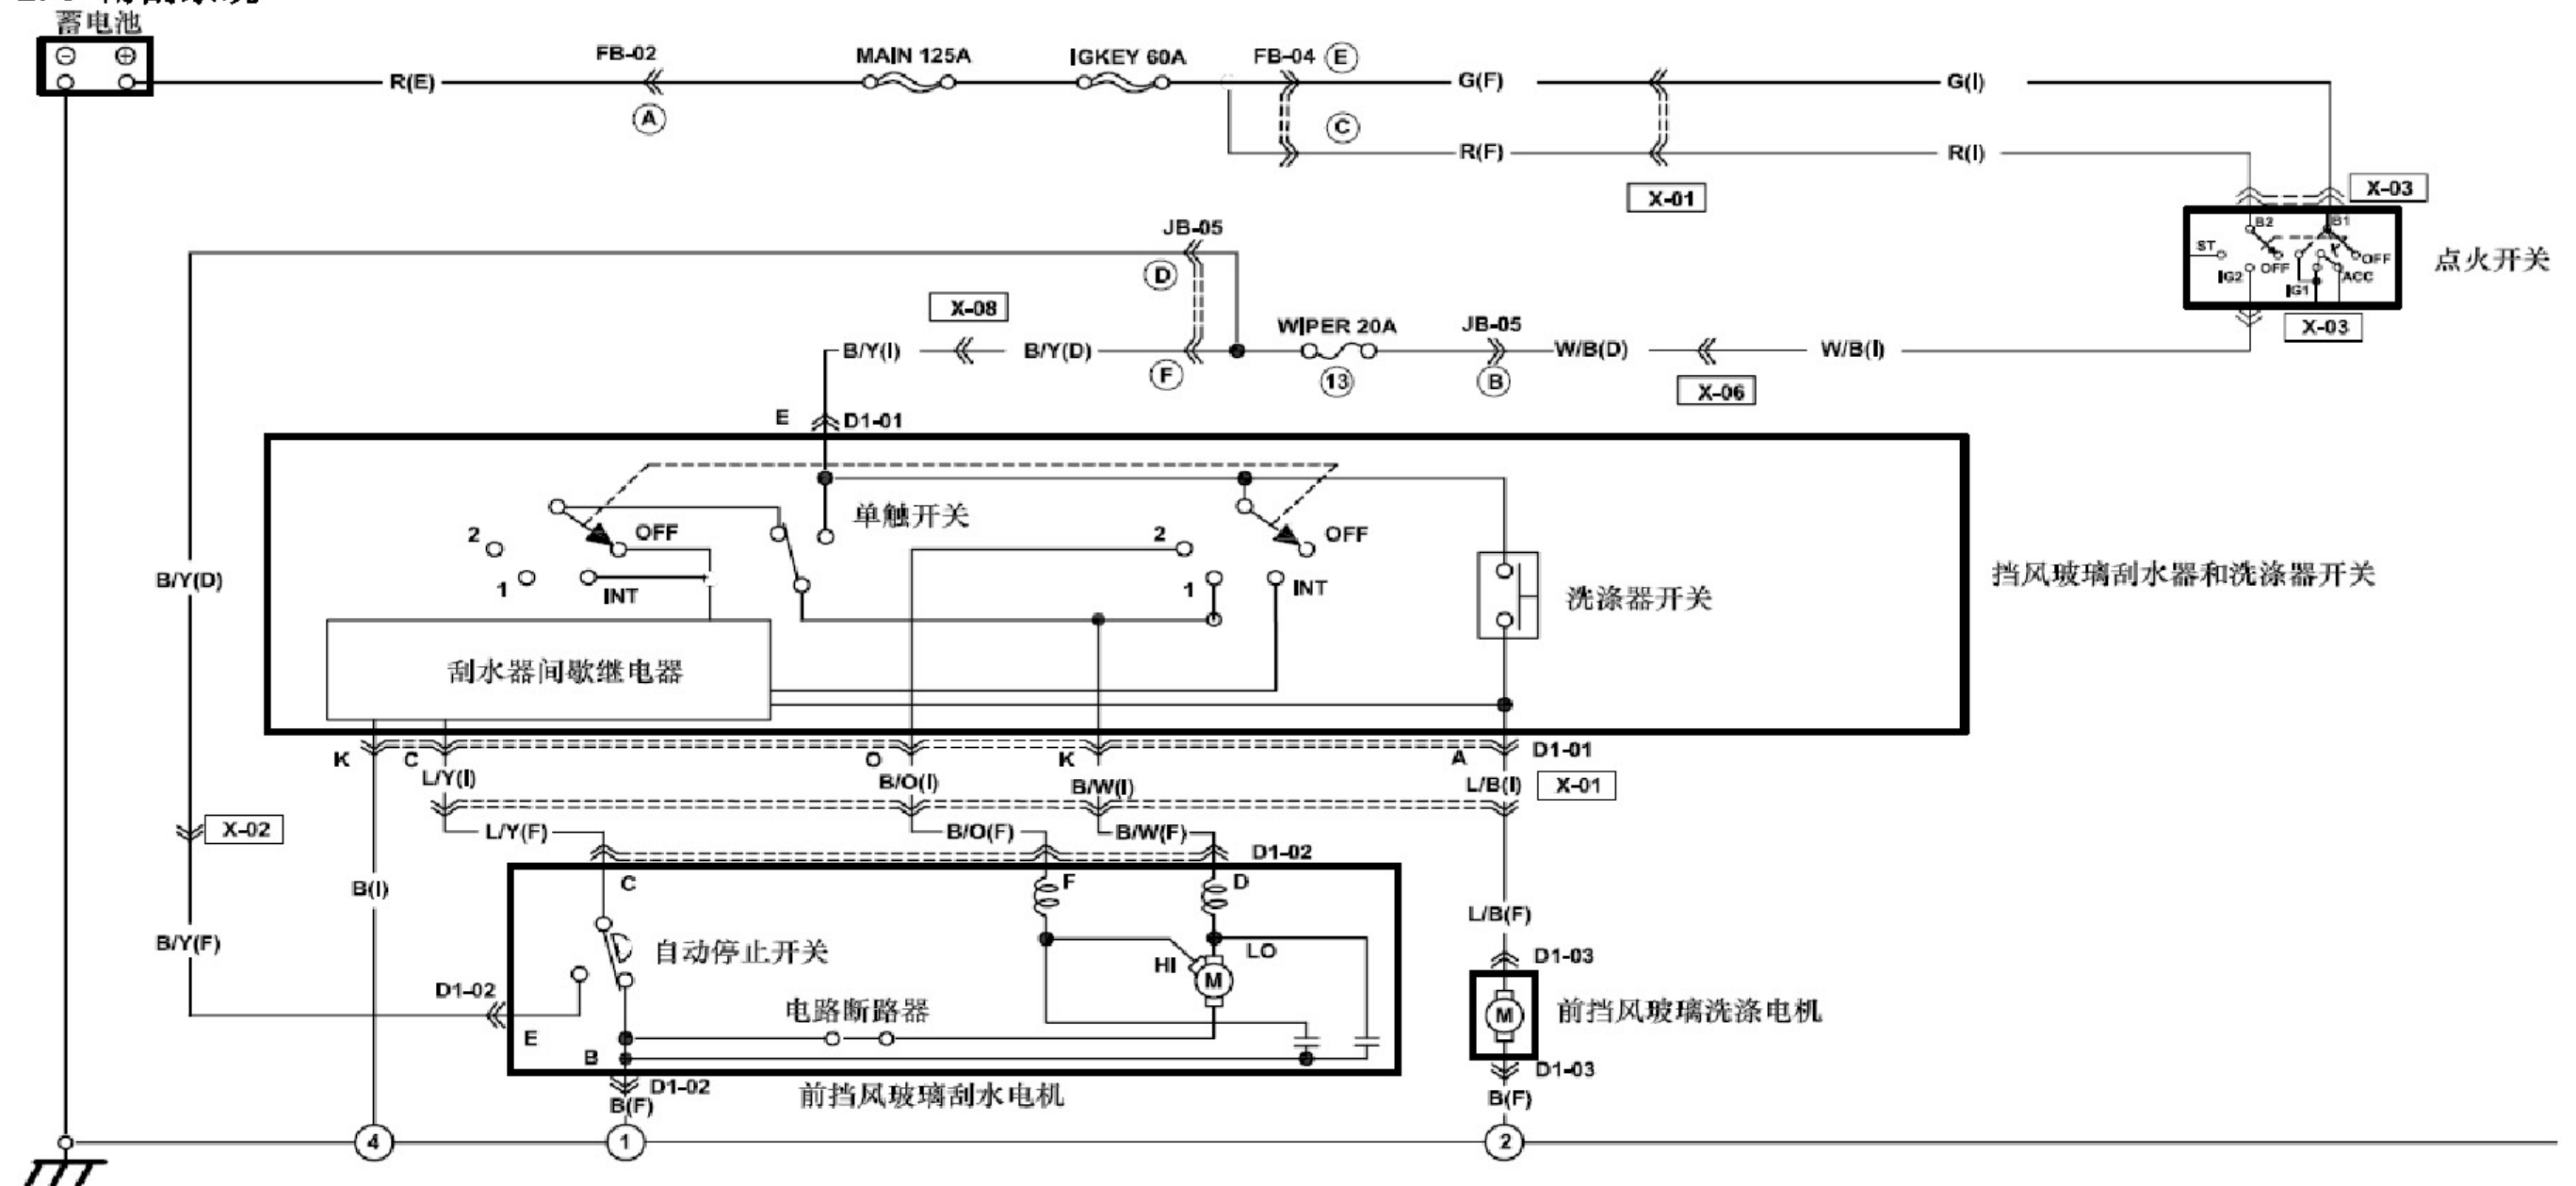 蓄电池
FB-02
MAIN 125A
IGKEY 60A
FB-04 E
R(E)
G(F)
G(I)
A
C
R(F)
R(I)
X-01
X-03
JB-05
B2
B1
ST
OFF
OFF
IG2
IG1
ACC
点火开关
D
X-08
WIPER 20A
JB-05
X-03
B/Y(I)
B/Y(D)
W/B(D)
W/B(I)
F
13
B
X-06
E
D1-01
单触开关
2
OFF
2
OFF
B/Y(D)
1
INT
1
INT
洗涤器开关
挡风玻璃刮水器和洗涤器开关
刮水器间歇继电器
K
C
O
K
A
D1-01
L/Y(I)
B/O(I)
B/W(I)
L/B(I)
X-01
X-02
L/Y(F)
B/O(F)
B/W(F)
D1-02
C
F
D
B(I)
L/B(F)
B/Y(F)
自动停止开关
HI
LO
M
D1-03
D1-02
电路断路器
M
前挡风玻璃洗涤电机
E
B
D1-02
前挡风玻璃刮水电机
D1-03
B(F)
B(F)
4
1
2